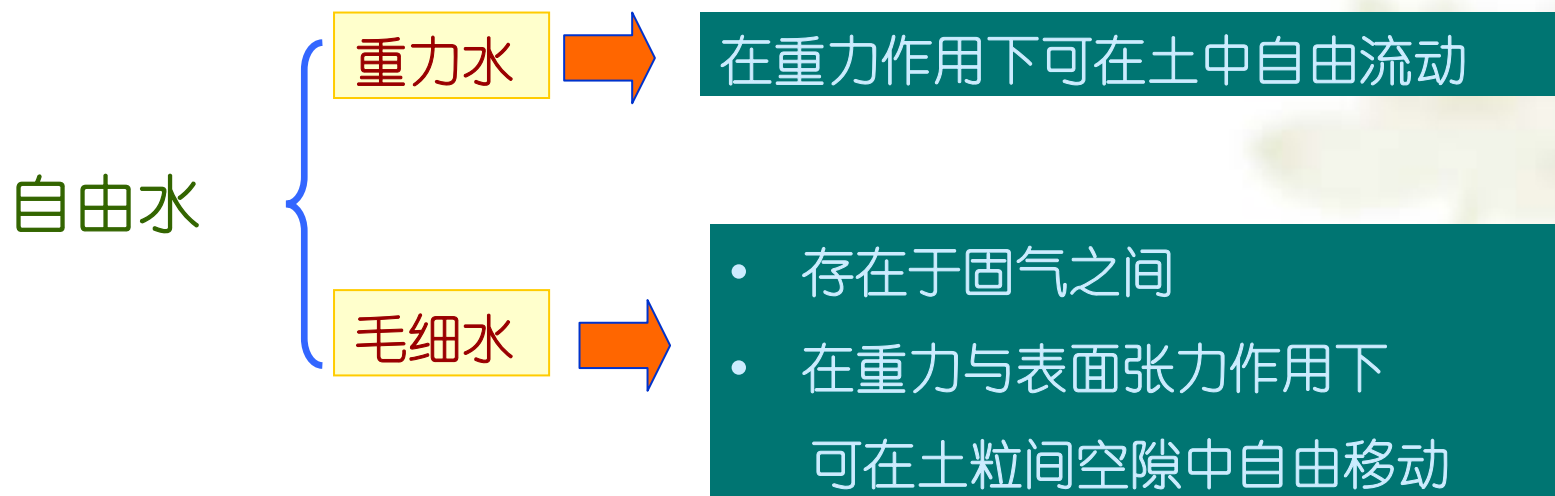 自由水
重力水
在重力作用下可在土中自由流动
毛细水
• 存在于固气之间
• 在重力与表面张力作用下
可在土粒间空隙中自由移动